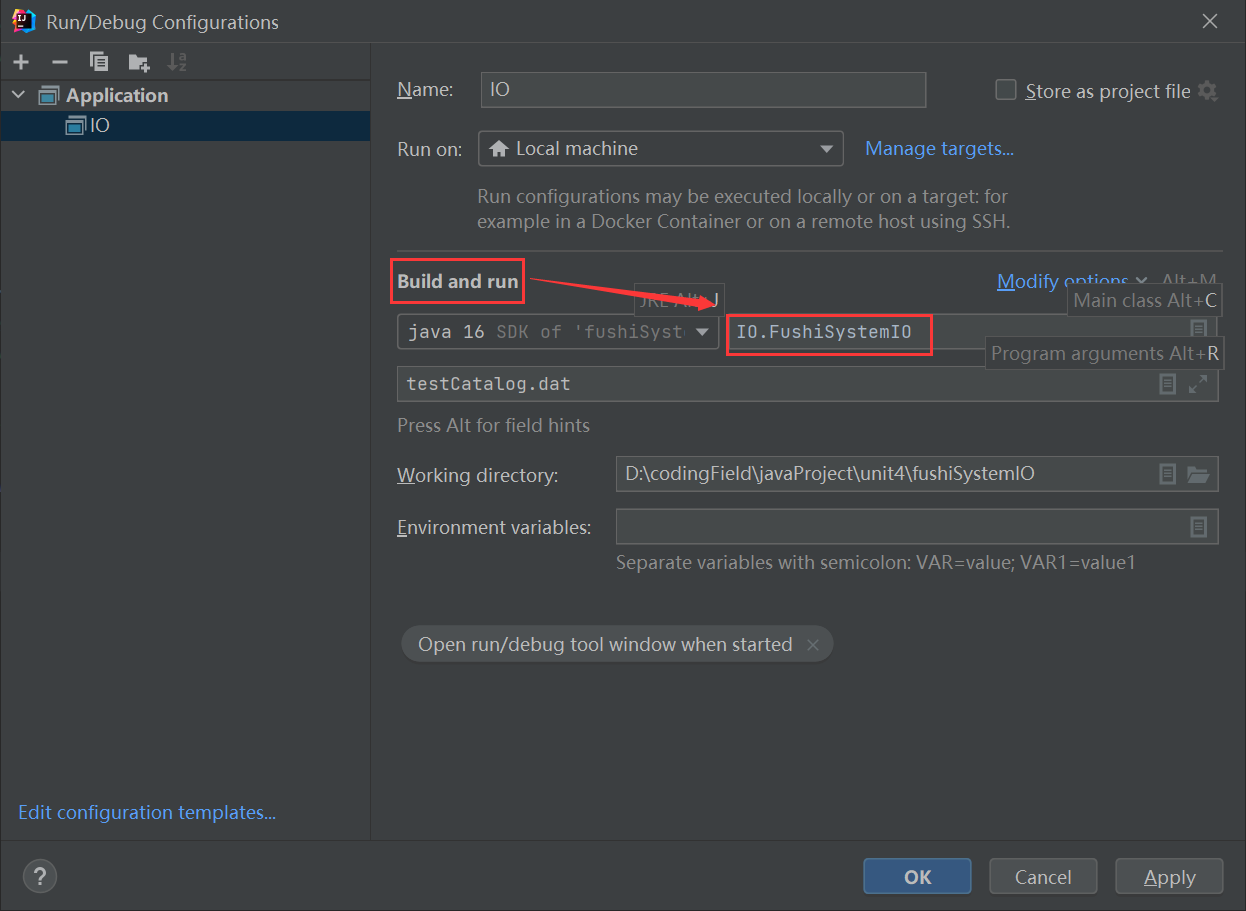 Run/Debug Configurations
Application
IO
Name: IO
Store as project file
Run on: Local machine Manage targets...
Run configurations may be executed locally or on a target: for
example in a Docker Container or on a remote host using SSH.
Build and run
Modify options Alt+M
JRE Alt+J
Main class Alt+C
java 16 SDK of 'fushiSyst
IO.FushiSystemIO
Program arguments Alt+R
testCatalog.dat
Press Alt for field hints
Working directory: D:\codingField\javaProject\unit4\fushiSystemIO
Environment variables:
Separate variables with semicolon: VAR=value; VAR1=value1
Open run/debug tool window when started
Edit configuration templates...
?
OK
Cancel
Apply